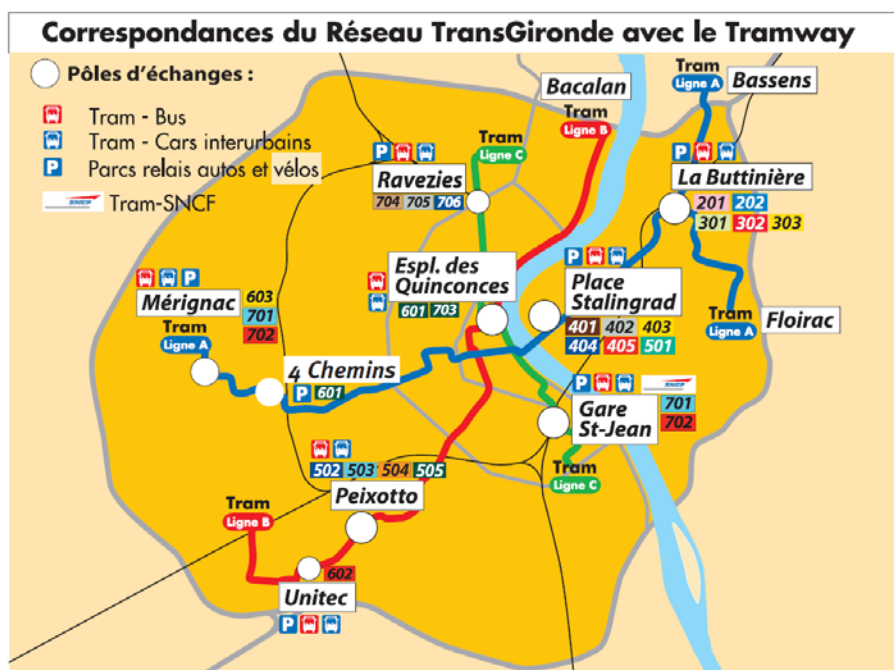 Correspondances du Réseau TransGironde avec le Tramway
Pôles d'échanges :
Tram - Bus
Tram - Cars interurbains
P Parcs relais autos et vélos
SNCF Tram-SNCF
Bacalan
Tram
Ligne B
Tram
Ligne A
Bassens
Tram
Ligne C
P
Ravezies
704 705 706
P
La Buttinière
201 202
301 302 303
Espl. des
Quinconces
601 703
P
Place
Stalingrad
401 402 403
404 405 501
Tram
Ligne A
Floirac
P
Mérignac
603
701
702
Tram
Ligne A
4 Chemins
P 601
P SNCF
Gare
St-Jean
701
702
Tram
Ligne C
502 503 504 505
Peixotto
Tram
Ligne B
602
Unitec
P